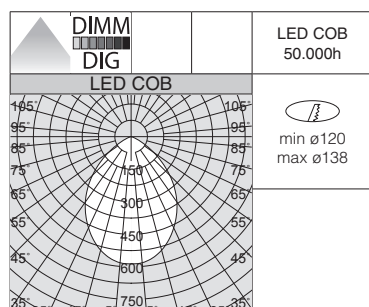 DIMM
DIG
LED COB
50.000h
LED COB
min ø120
max ø138
105° 105°
95° 95°
85° 85°
75° 75°
150
65° 65°
300
55 55
450
45° 45°
600
750
35° 35°